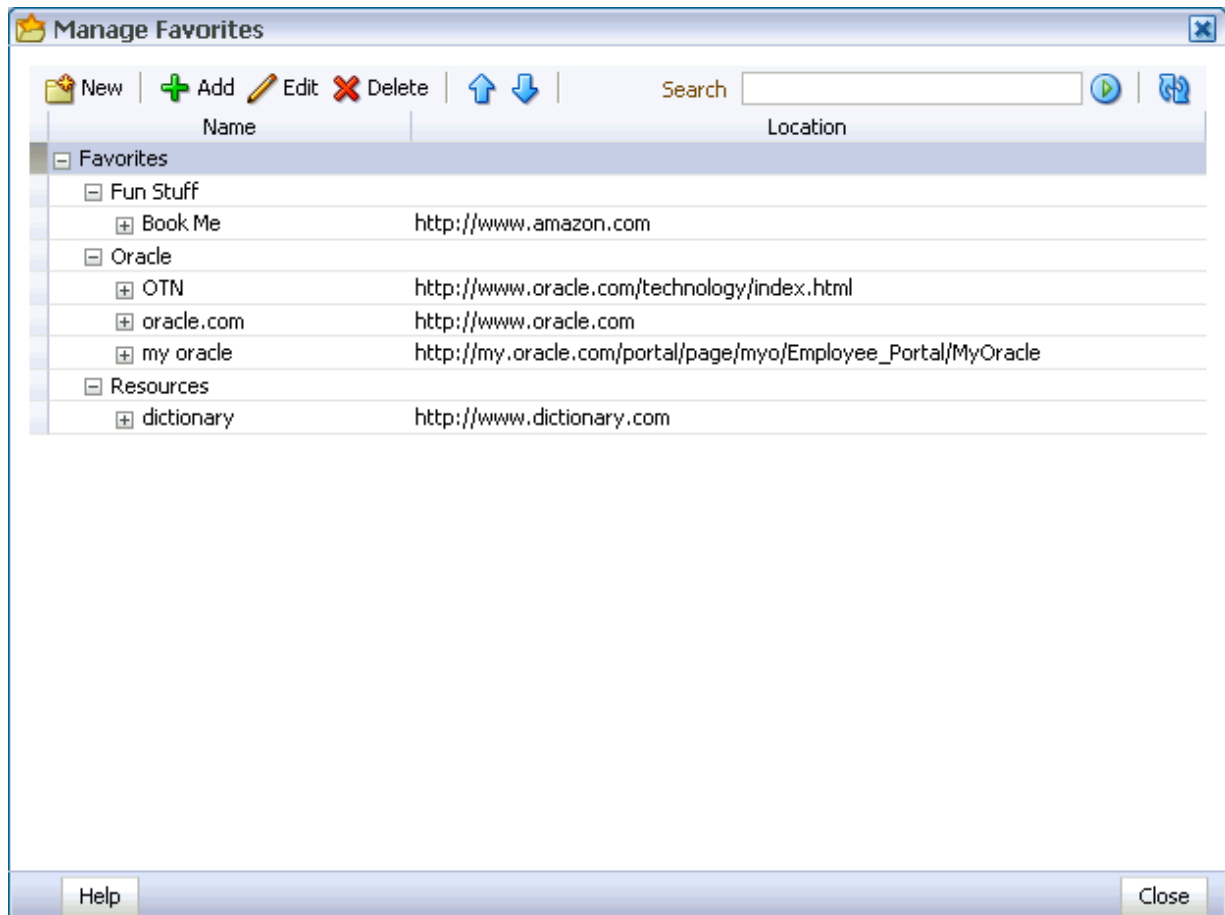 Manage Favorites
New Add Edit Delete Search
Name Location
Favorites
Fun Stuff
Book Me http://www.amazon.com
Oracle
OTN http://www.oracle.com/technology/index.html
oracle.com http://www.oracle.com
my oracle http://my.oracle.com/portal/page/myo/Employee_Portal/MyOracle
Resources
dictionary http://www.dictionary.com
Help Close